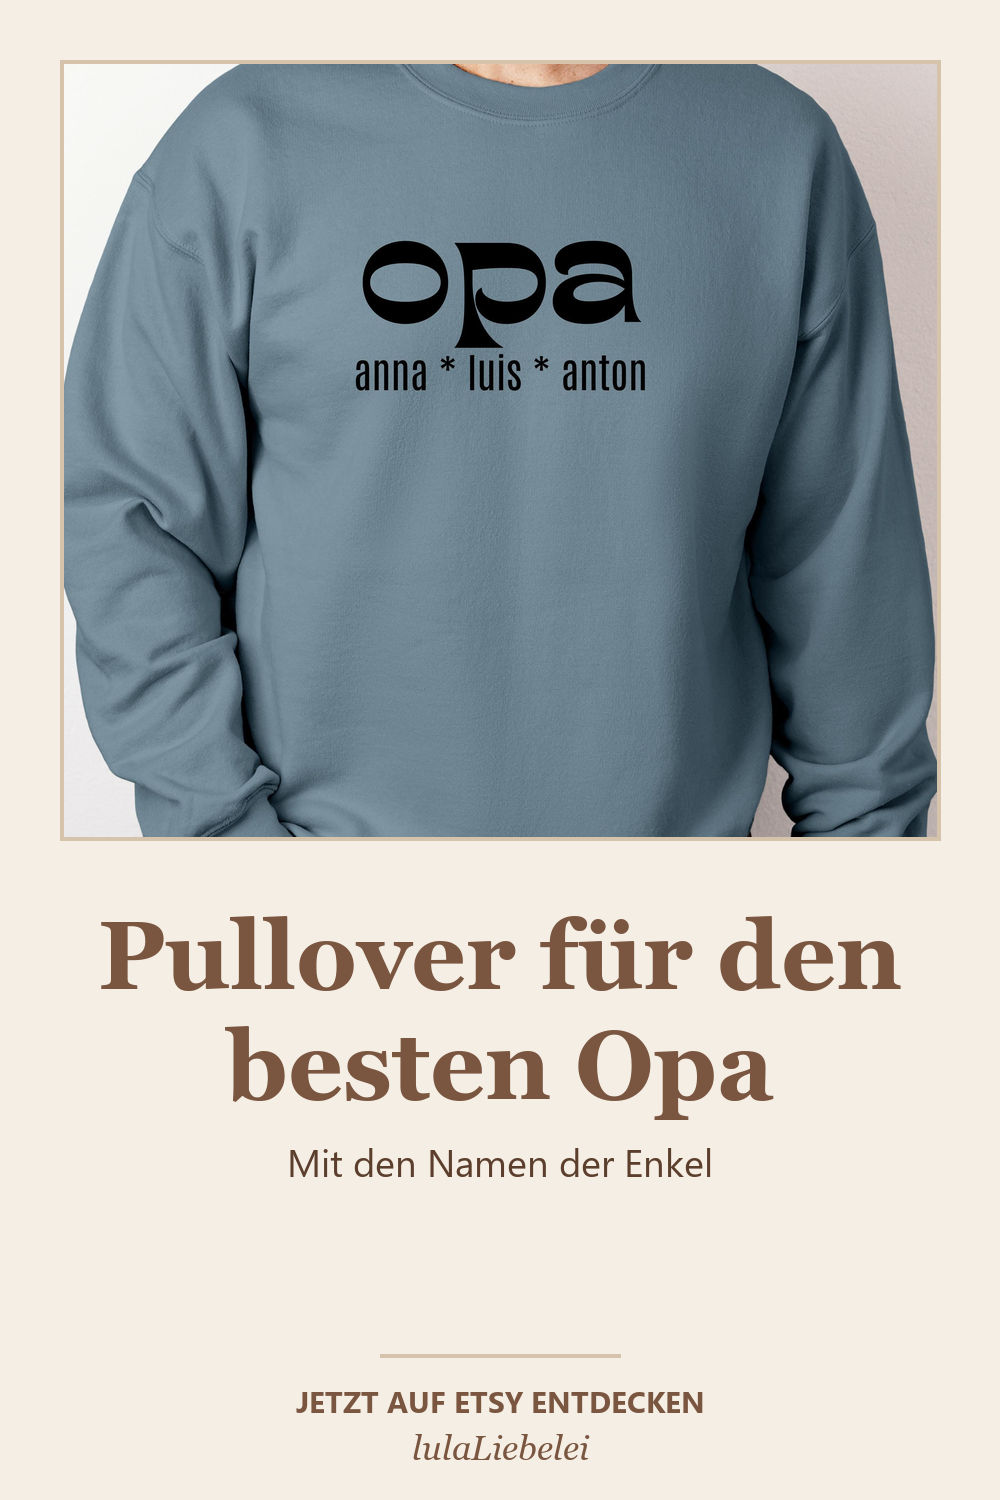 opa
anna * luis * anton
Pullover für den
besten Opa
Mit den Namen der Enkel
JETZT AUF ETSY ENTDECKEN
lulaLiebelei